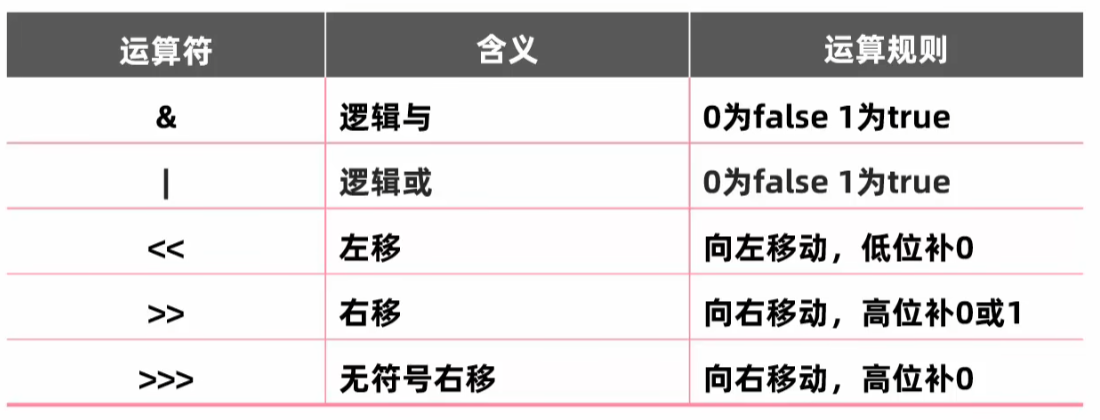 运算符 含义 运算规则
& 逻辑与 0为false 1为true
| 逻辑或 0为false 1为true
<< 左移 向左移动，低位补0
>> 右移 向右移动，高位补0或1
>>> 无符号右移 向右移动，高位补0